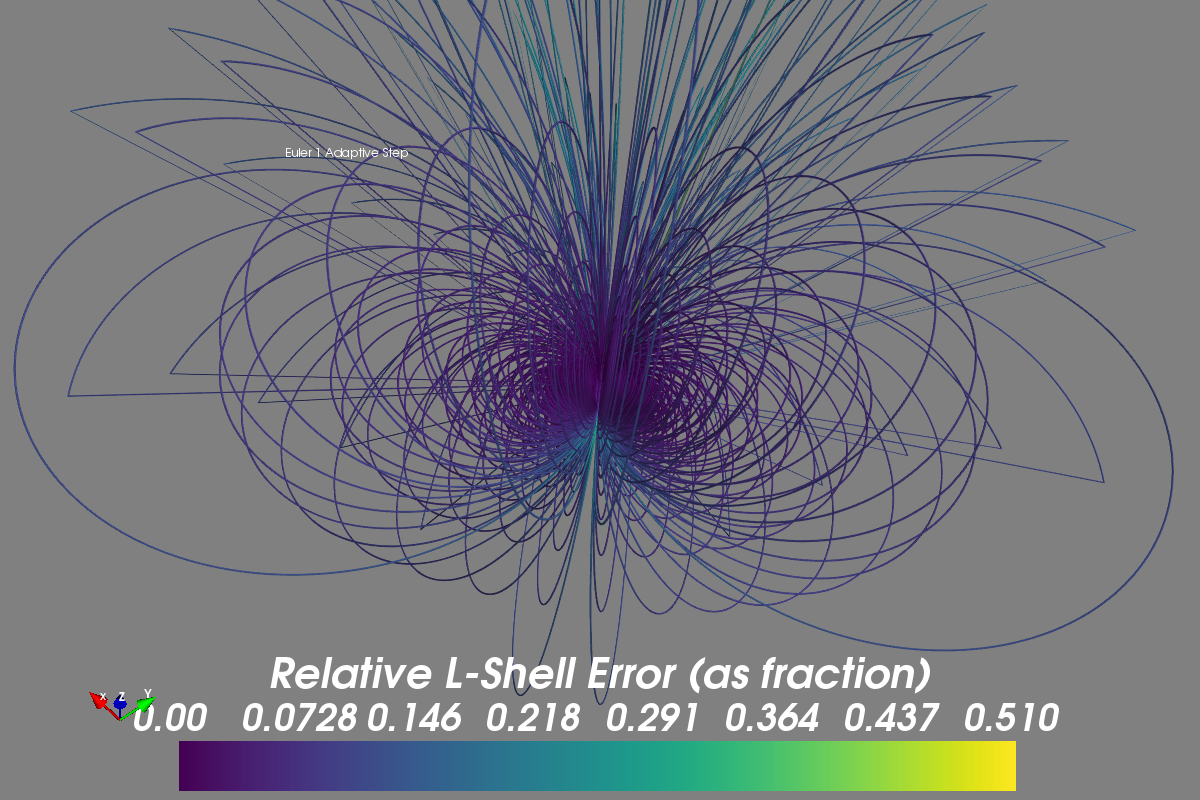 Euler 1 Adaptive Step
Relative L-Shell Error (as fraction)
X Z Y
0.00 0.0728 0.146 0.218 0.291 0.364 0.437 0.510